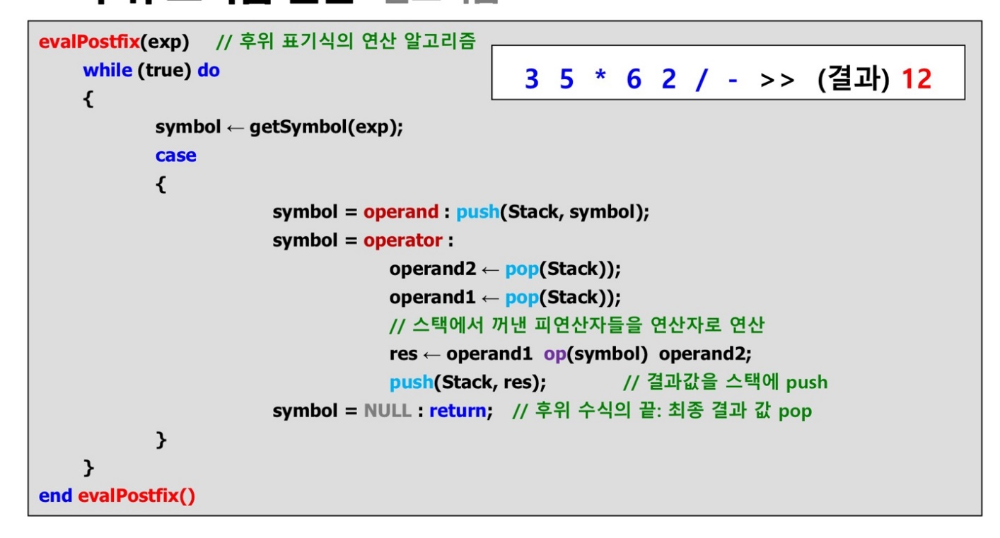 evalPostfix(exp) // 후위 표기식의 연산 알고리즘
3 5 * 6 2 / - >> (결과) 12
while (true) do
{
symbol ← getSymbol(exp);
case
{
symbol = operand : push(Stack, symbol);
symbol = operator :
operand2 ← pop(Stack));
operand1 ← pop(Stack));
// 스택에서 꺼낸 피연산자들을 연산자로 연산
res ← operand1 op(symbol) operand2;
push(Stack, res); // 결과값을 스택에 push
symbol = NULL : return; // 후위 수식의 끝: 최종 결과 값 pop
}
}
end evalPostfix()